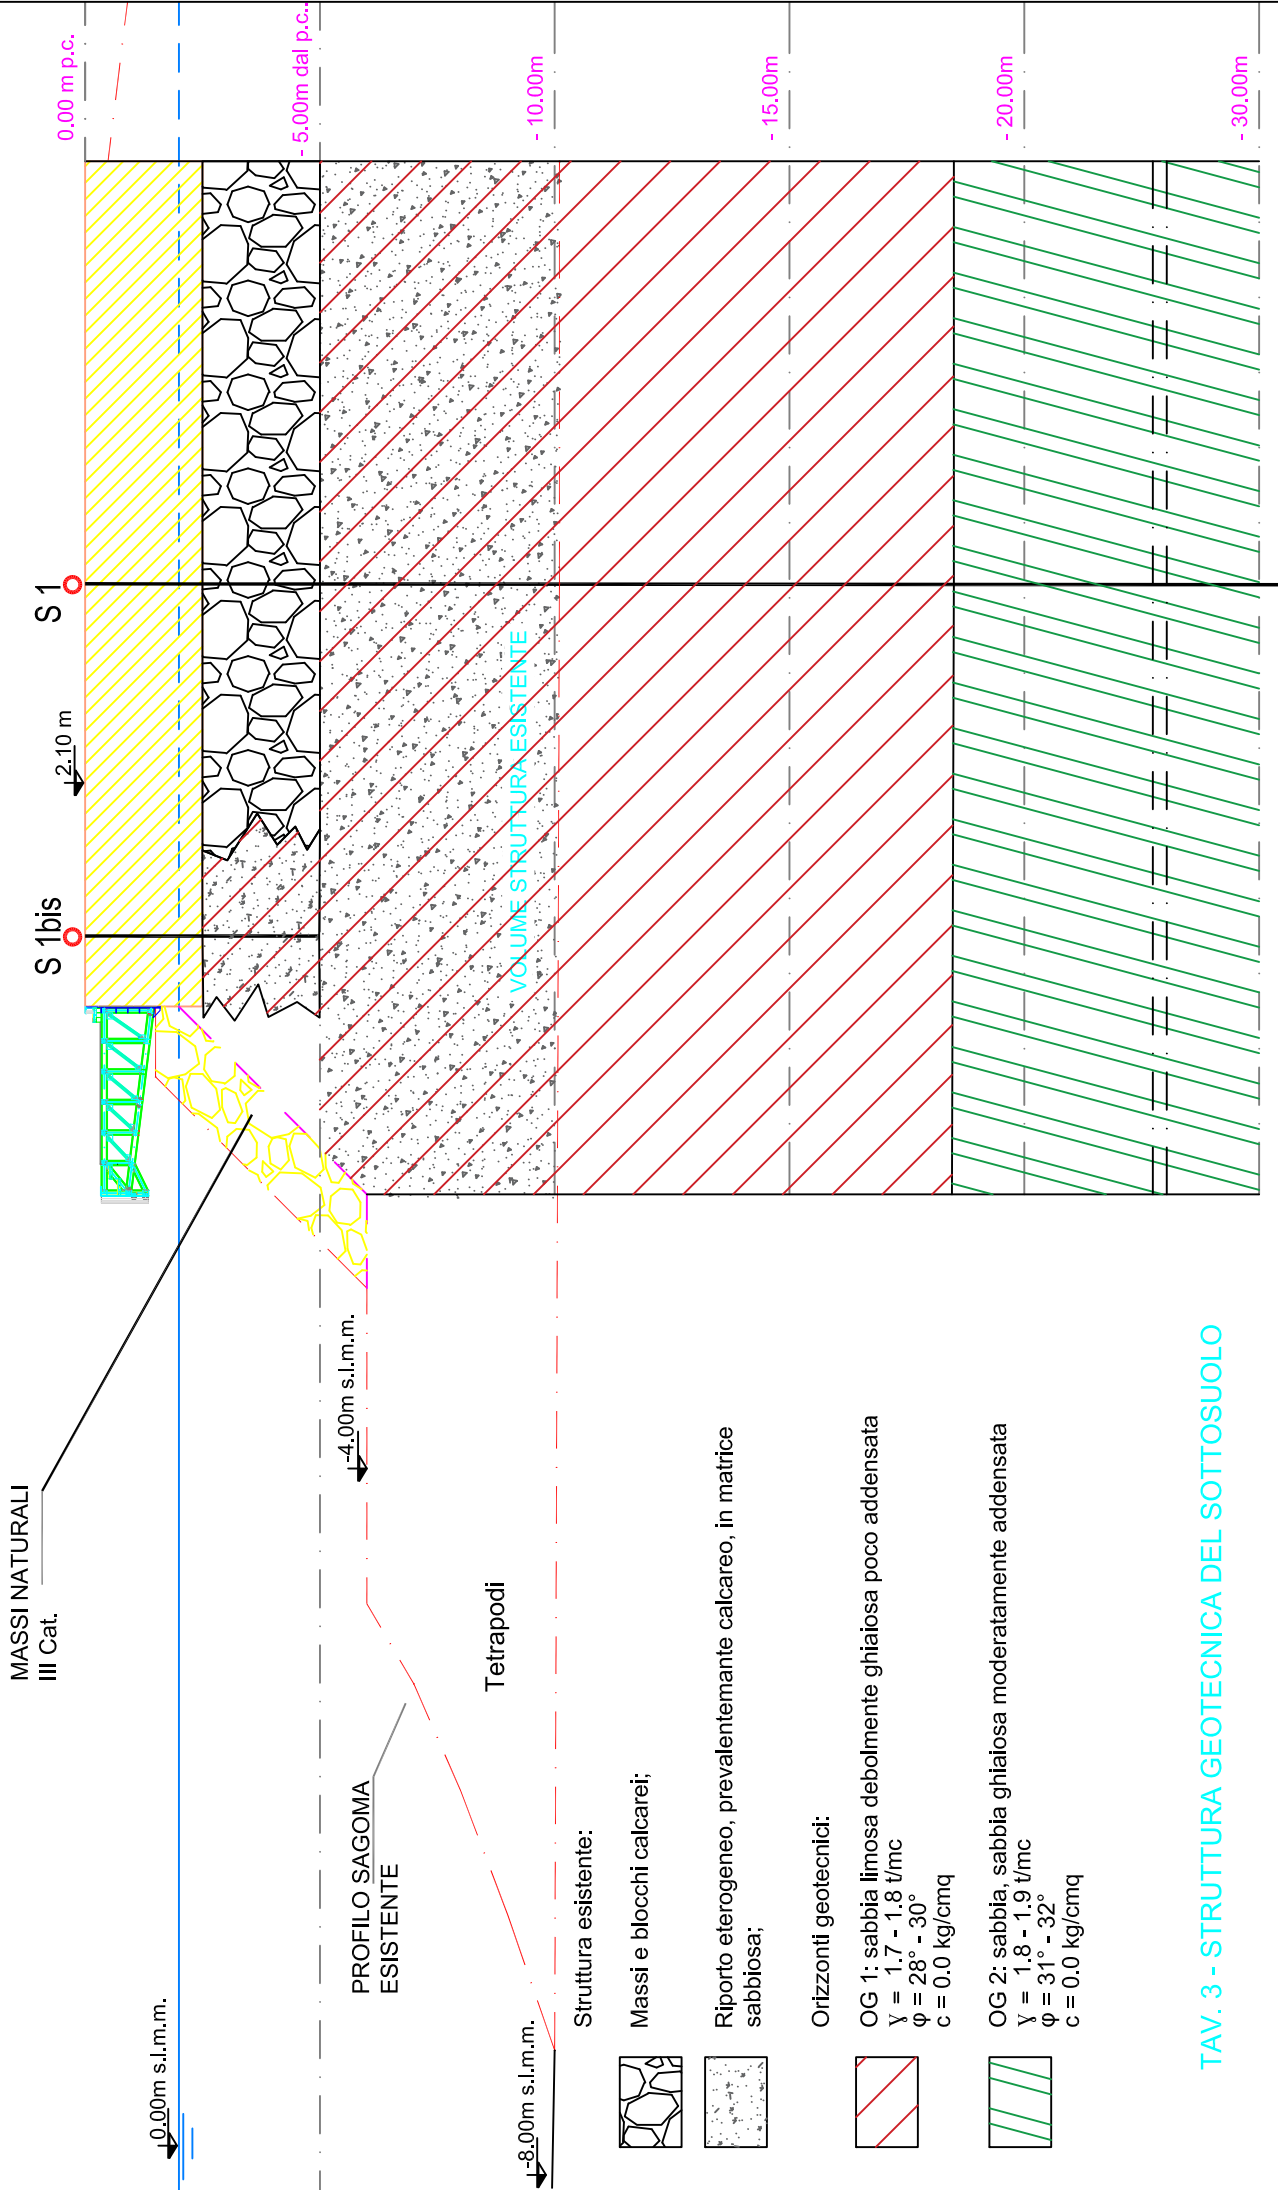 MASSI NATURALI
III Cat.
0.00m s.l.m.m.
S 1bis
2.10 m
S 1
0.00 m p.c.
- 5.00m dal p.c..
- 10.00m
- 15.00m
- 20.00m
- 30.00m
PROFILO SAGOMA
ESISTENTE
-4.00m s.l.m.m.
Tetrapodi
-8.00m s.l.m.m.
VOLUME STRUTTURA ESISTENTE
Struttura esistente:
Massi e blocchi calcarei;
Riporto eterogeneo, prevalentemante calcareo, in matrice
sabbiosa;
Orizzonti geotecnici:
OG 1: sabbia limosa debolmente ghiaiosa poco addensata
γ = 1.7 - 1.8 t/mc
φ = 28° - 30°
c = 0.0 kg/cmq
OG 2: sabbia, sabbia ghiaiosa moderatamente addensata
γ = 1.8 - 1.9 t/mc
φ = 31° - 32°
c = 0.0 kg/cmq
TAV. 3 - STRUTTURA GEOTECNICA DEL SOTTOSUOLO